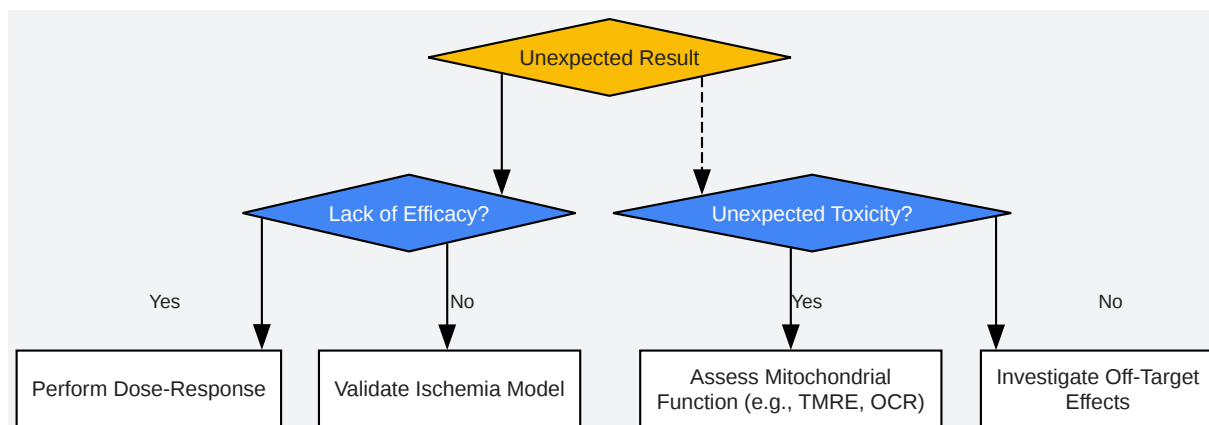 Unexpected Result
Lack of Efficacy?
Unexpected Toxicity?
Yes
No
Yes
No
Perform Dose-Response
Validate Ischemia Model
Assess Mitochondrial
Function (e.g., TMRE, OCR)
Investigate Off-Target
Effects